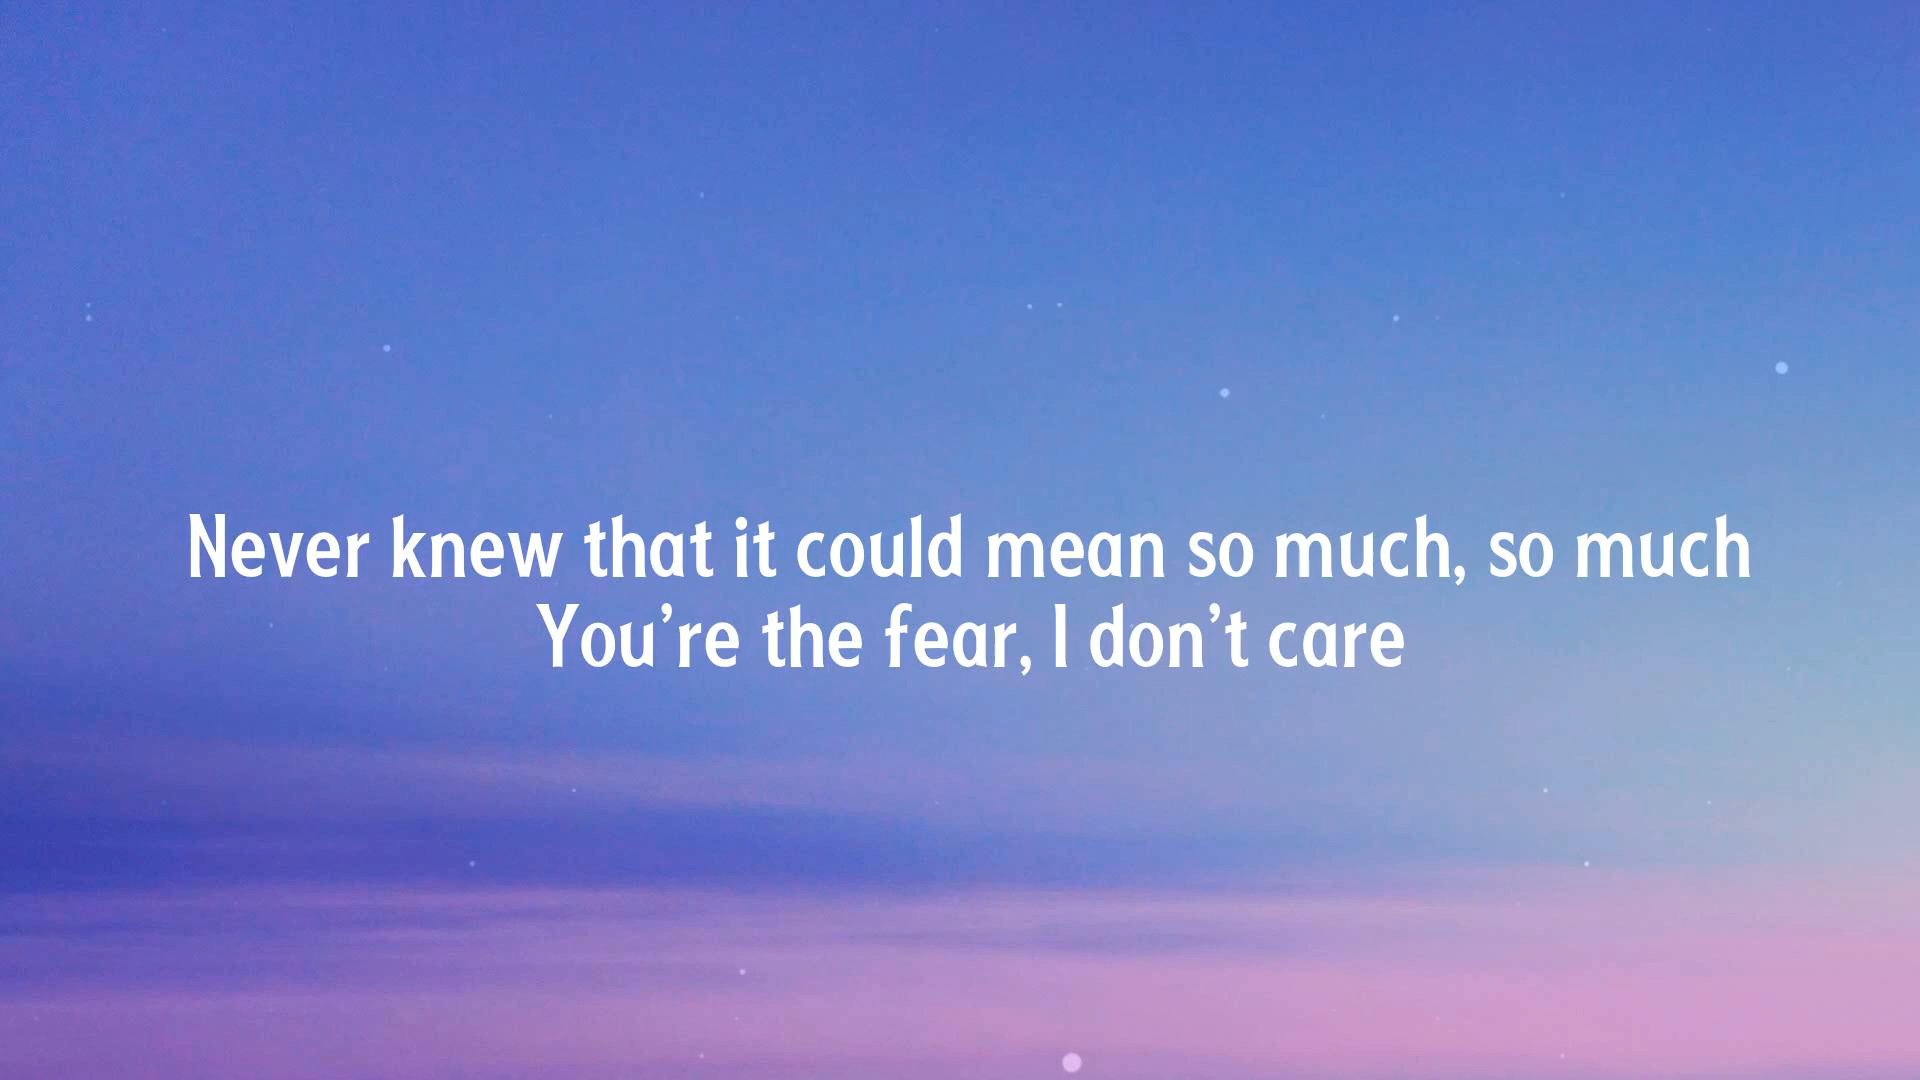 Never knew that it could mean so much, so much
You’re the fear, I don’t care